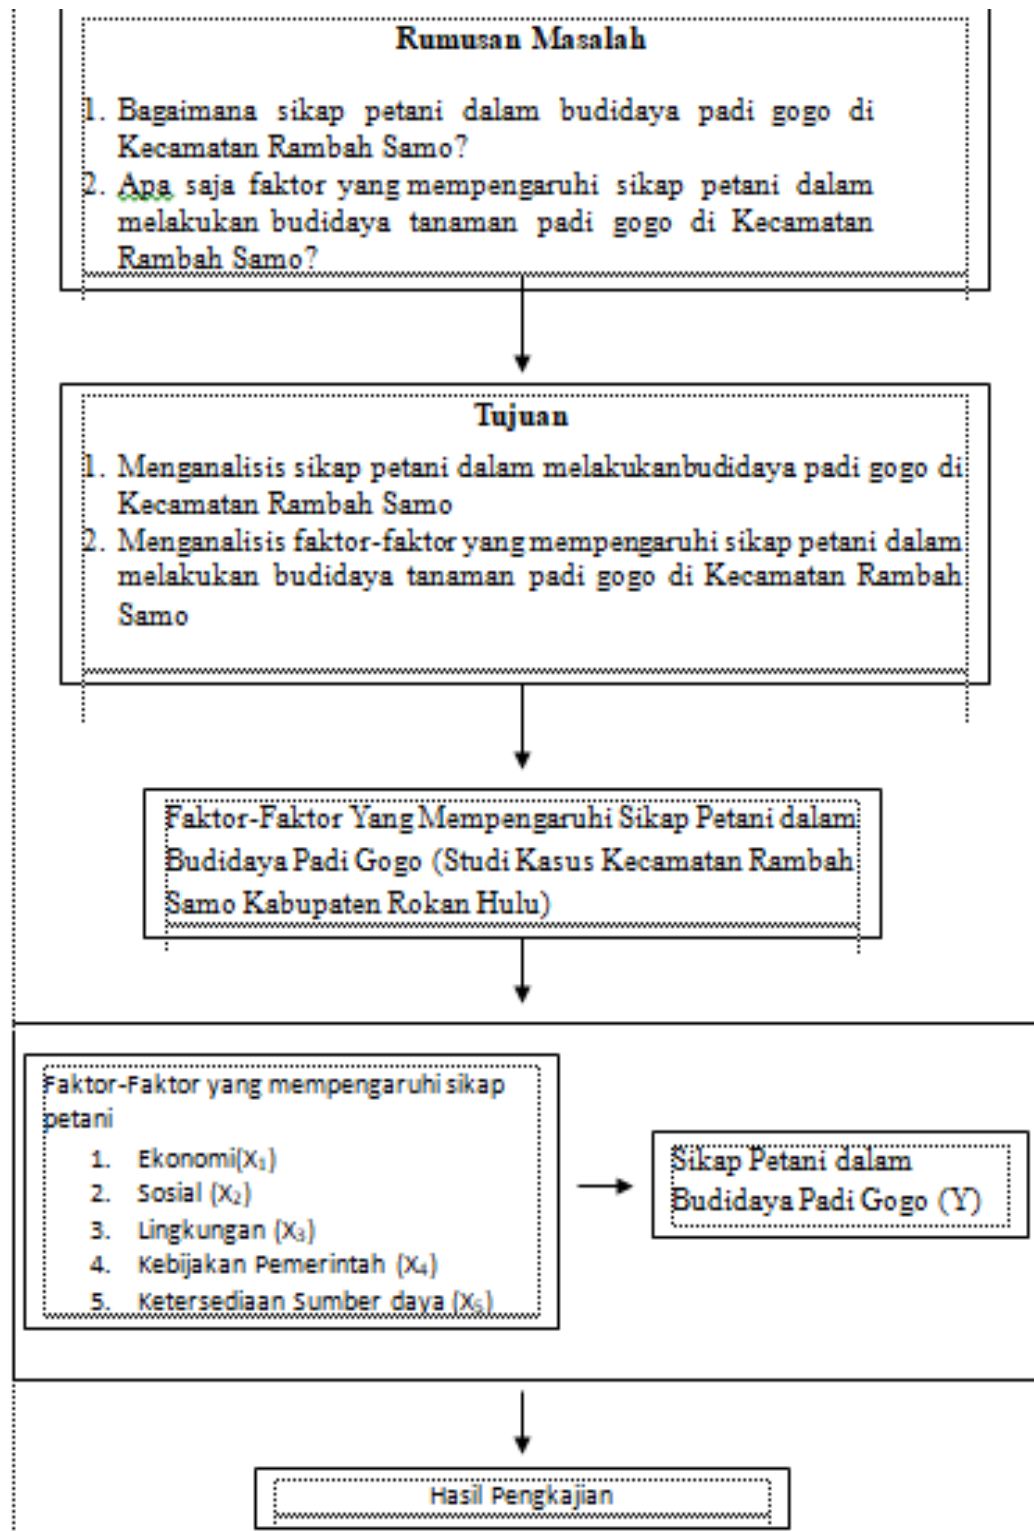 Rumusan Masalah
1. Bagaimana sikap petani dalam budidaya padi gogo di
Kecamatan Rambah Samo?
2. Apa saja faktor yang mempengaruhi sikap petani dalam
melakukan budidaya tanaman padi gogo di Kecamatan
Rambah Samo?
Tujuan
1. Menganalisis sikap petani dalam melakukanbudidaya padi gogo di
Kecamatan Rambah Samo
2. Menganalisis faktor-faktor yang mempengaruhi sikap petani dalam
melakukan budidaya tanaman padi gogo di Kecamatan Rambah
Samo
Faktor-Faktor Yang Mempengaruhi Sikap Petani dalam
Budidaya Padi Gogo (Studi Kasus Kecamatan Rambah
Samo Kabupaten Rokan Hulu)
Faktor-Faktor yang mempengaruhi sikap
petani
1. Ekonomi(X₁)
2. Sosial (X₂)
3. Lingkungan (X₃)
4. Kebijakan Pemerintah (X₄)
5. Ketersediaan Sumber daya (X₅)
Sikap Petani dalam
Budidaya Padi Gogo (Y)
Hasil Pengkajian